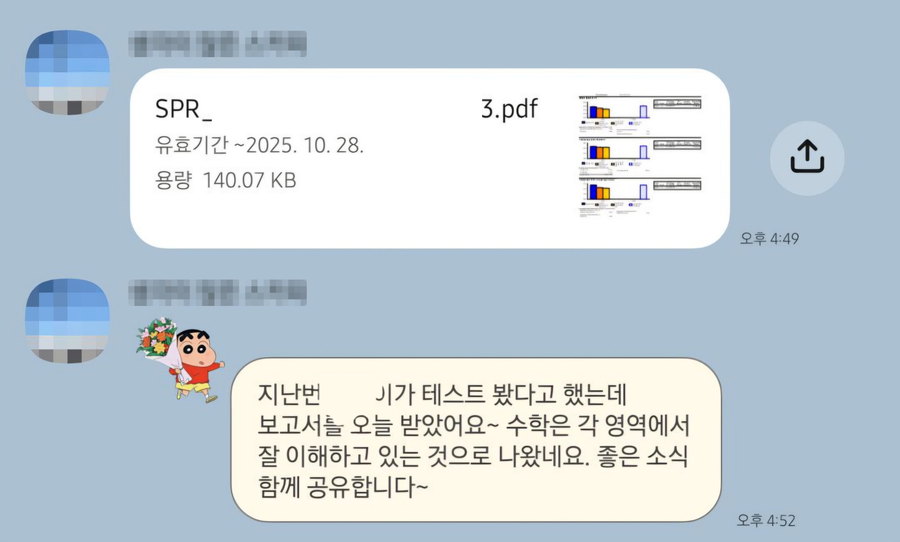 SPR_ 3.pdf
유효기간 ~2025. 10. 28.
용량 140.07 KB
오후 4:49
지난번 가 테스트 봤다고 했는데
보고서를 오늘 받았어요~ 수학은 각 영역에서
잘 이해하고 있는 것으로 나왔네요. 좋은 소식
함께 공유합니다~
오후 4:52